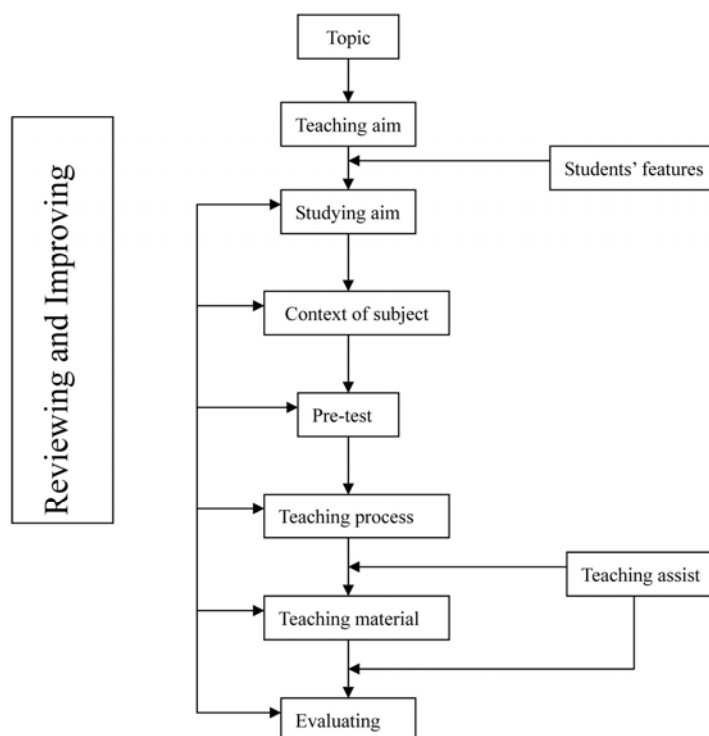 Topic
Teaching aim
Students’ features
Studying aim
Reviewing and Improving
Context of subject
Pre-test
Teaching process
Teaching assist
Teaching material
Evaluating